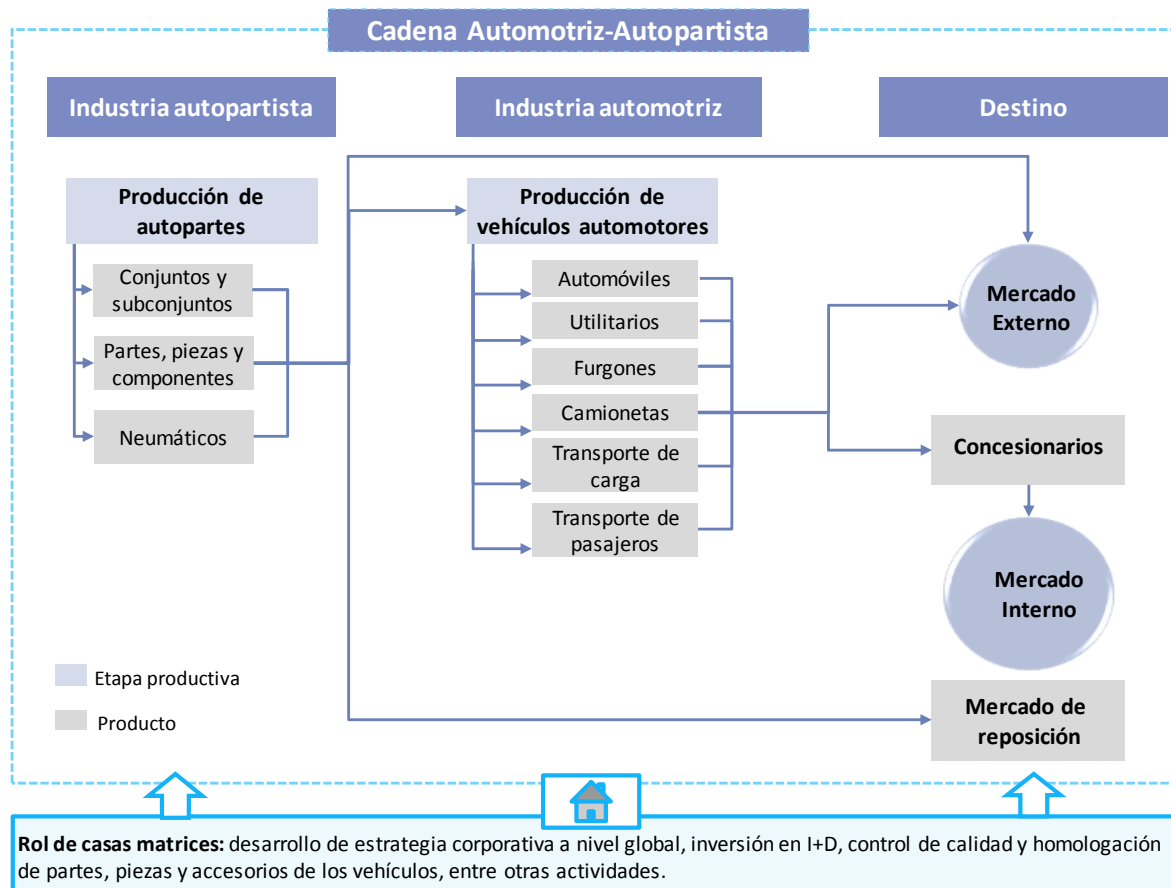 Cadena Automotriz-Autopartista
Industria autopartista
Industria automotriz
Destino
Producción de
autopartes
Conjuntos y
subconjuntos
Partes, piezas y
componentes
Neumáticos
Producción de
vehículos automotores
Automóviles
Utilitarios
Furgones
Camionetas
Transporte de
carga
Transporte de
pasajeros
Mercado
Externo
Concesionarios
Mercado
Interno
Mercado de
reposición
Etapa productiva
Producto
Rol de casas matrices: desarrollo de estrategia corporativa a nivel global, inversión en I+D, control de calidad y homologación
de partes, piezas y accesorios de los vehículos, entre otras actividades.